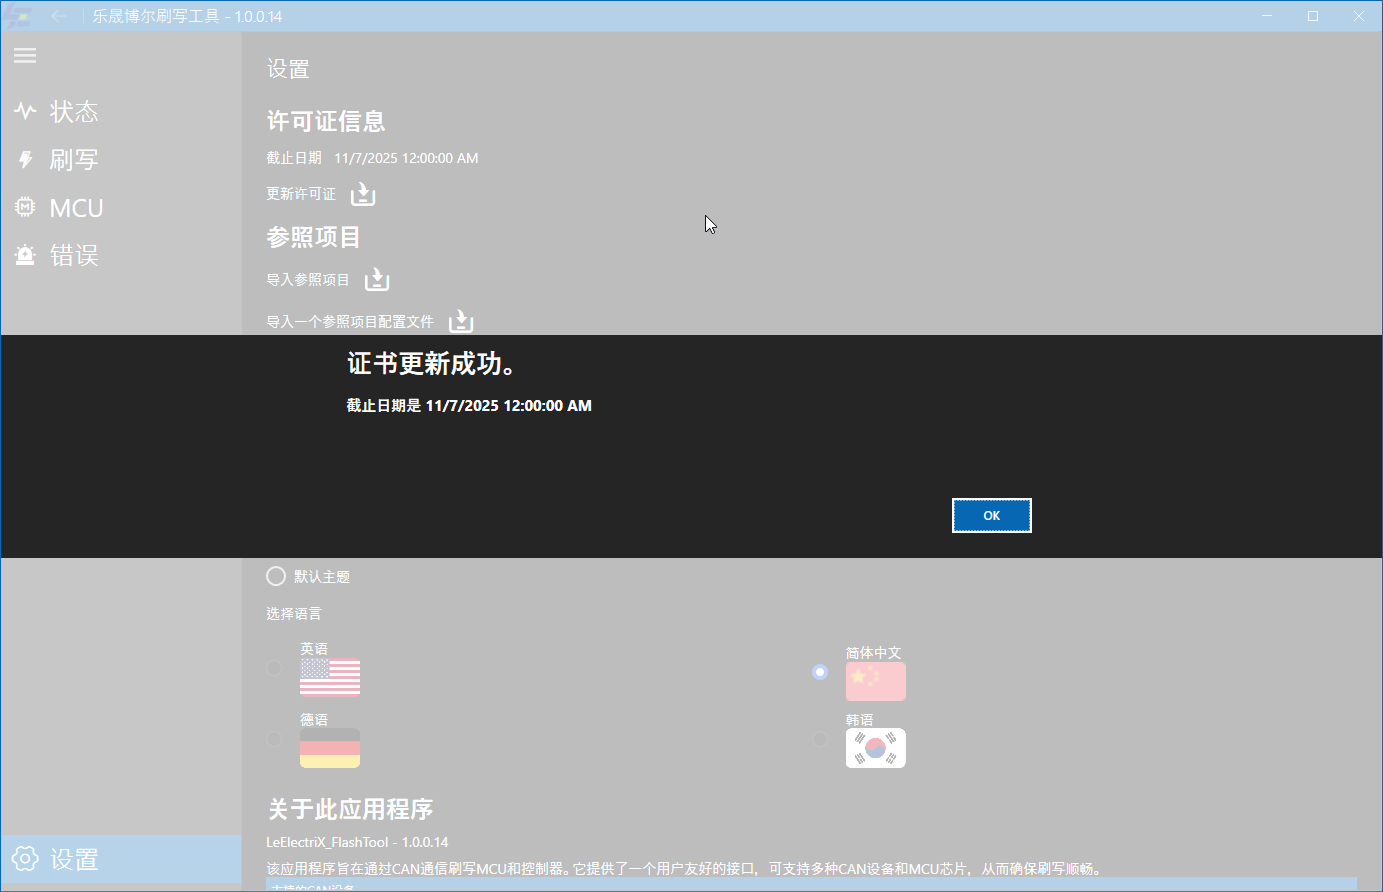 乐晟博尔刷写工具 - 1.0.0.14
设置
状态
刷写
MCU
错误
许可证信息
截止日期 11/7/2025 12:00:00 AM
更新许可证
参照项目
导入参照项目
导入一个参照项目配置文件
证书更新成功。
截止日期是 11/7/2025 12:00:00 AM
OK
默认主题
选择语言
英语
简体中文
德语
韩语
关于此应用程序
LeElectriX_FlashTool - 1.0.0.14
该应用程序旨在通过CAN通信刷写MCU和控制器。它提供了一个用户友好的接口，可支持多种CAN设备和MCU芯片，从而确保刷写顺畅。
支持的CAN设备
设置